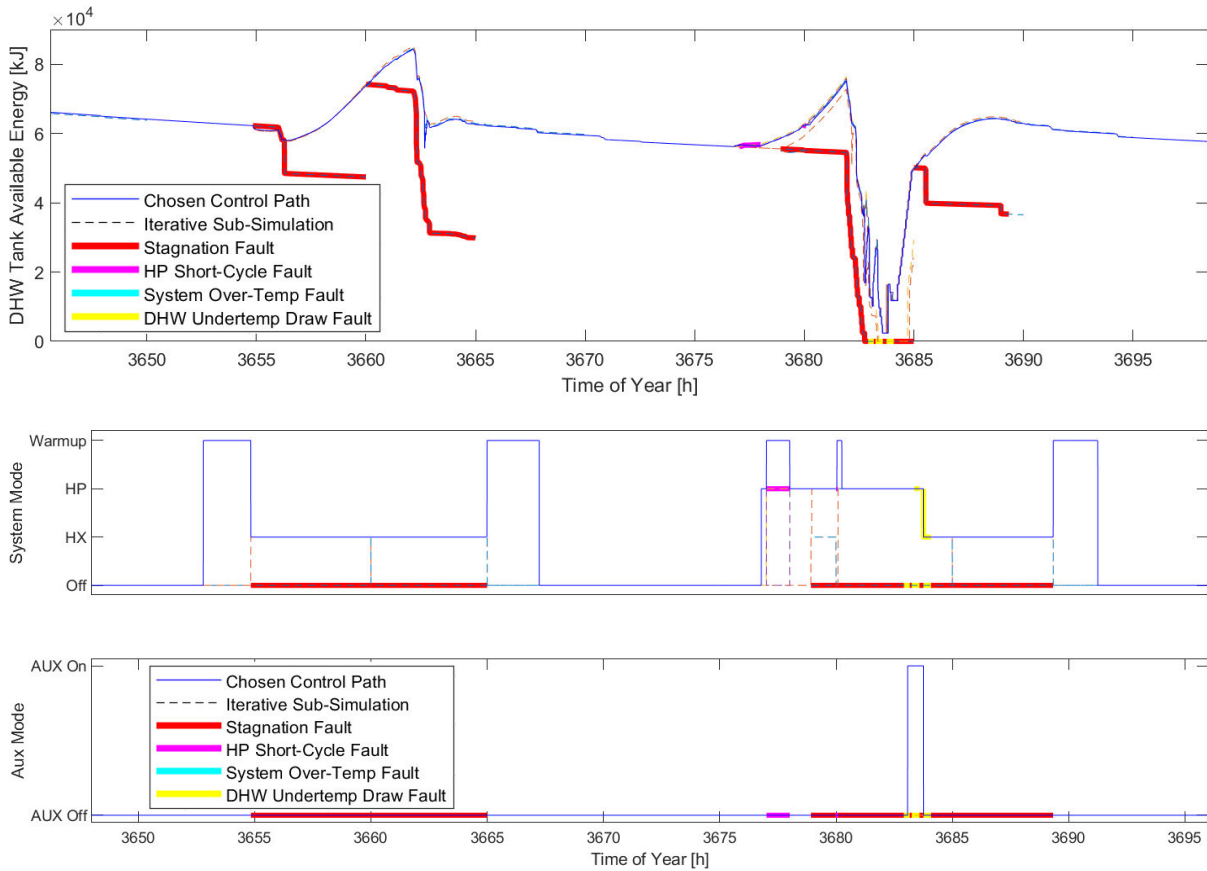 ×10⁴
DHW Tank Available Energy [kJ]
8
6
4
2
0
Chosen Control Path
Iterative Sub-Simulation
Stagnation Fault
HP Short-Cycle Fault
System Over-Temp Fault
DHW Undertemp Draw Fault
3650 3655 3660 3665 3670 3675 3680 3685 3690 3695
Time of Year [h]
System Mode
Warmup
HP
HX
Off
Aux Mode
AUX On
AUX Off
Chosen Control Path
Iterative Sub-Simulation
Stagnation Fault
HP Short-Cycle Fault
System Over-Temp Fault
DHW Undertemp Draw Fault
3650 3655 3660 3665 3670 3675 3680 3685 3690 3695
Time of Year [h]